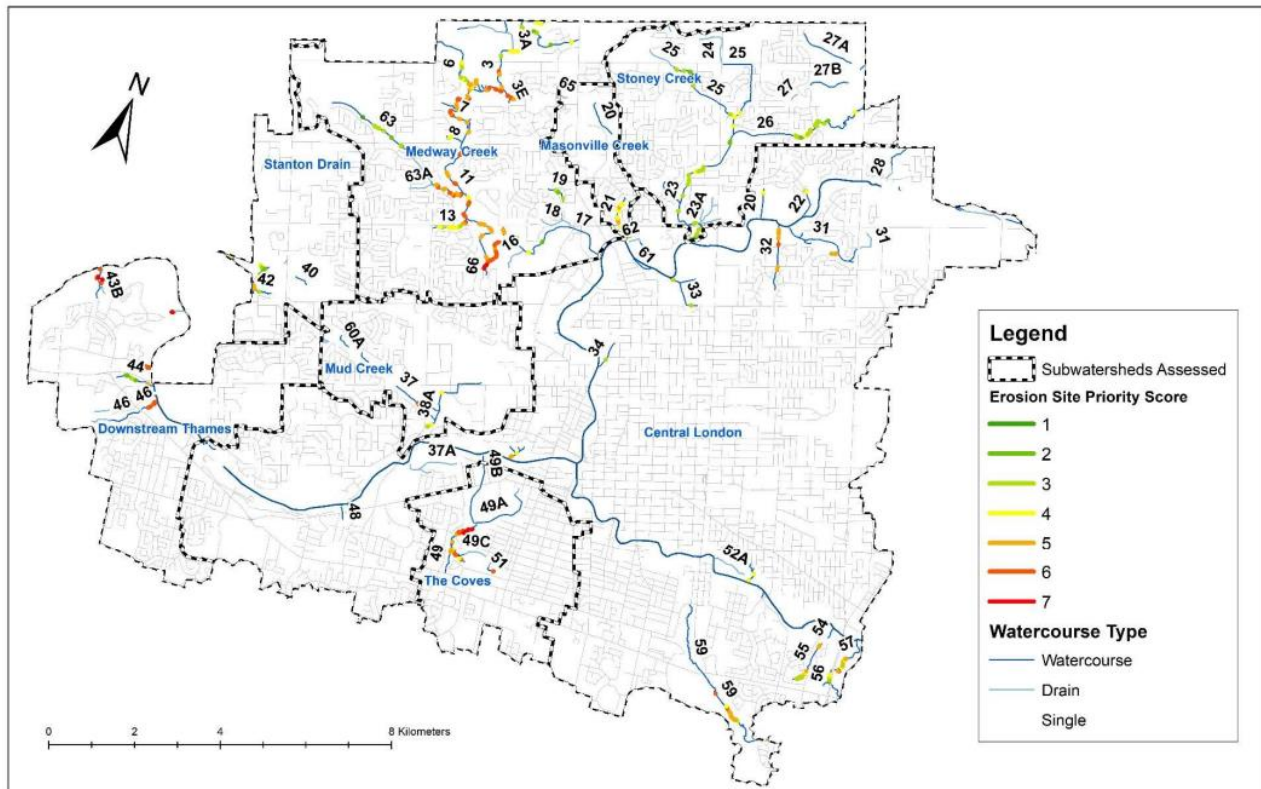 N
3A
6
3
3E
7
65
8
63
Medway Creek
63A
11
13
16
66
19
18
17
20
Masonville Creek
21
62
61
25
24
25
Stoney Creek
25
27A
27B
27
26
23
23A
20
22
28
31
31
32
33
Stanton Drain
40
42
43B
44
46
46
Downstream Thames
60A
Mud Creek
37
38A
37A
34
Central London
48
49B
49A
49C
49
51
The Coves
52A
54
55
56
57
59
59
Legend
Subwatersheds Assessed
Erosion Site Priority Score
1
2
3
4
5
6
7
Watercourse Type
Watercourse
Drain
Single
0 2 4 8 Kilometers